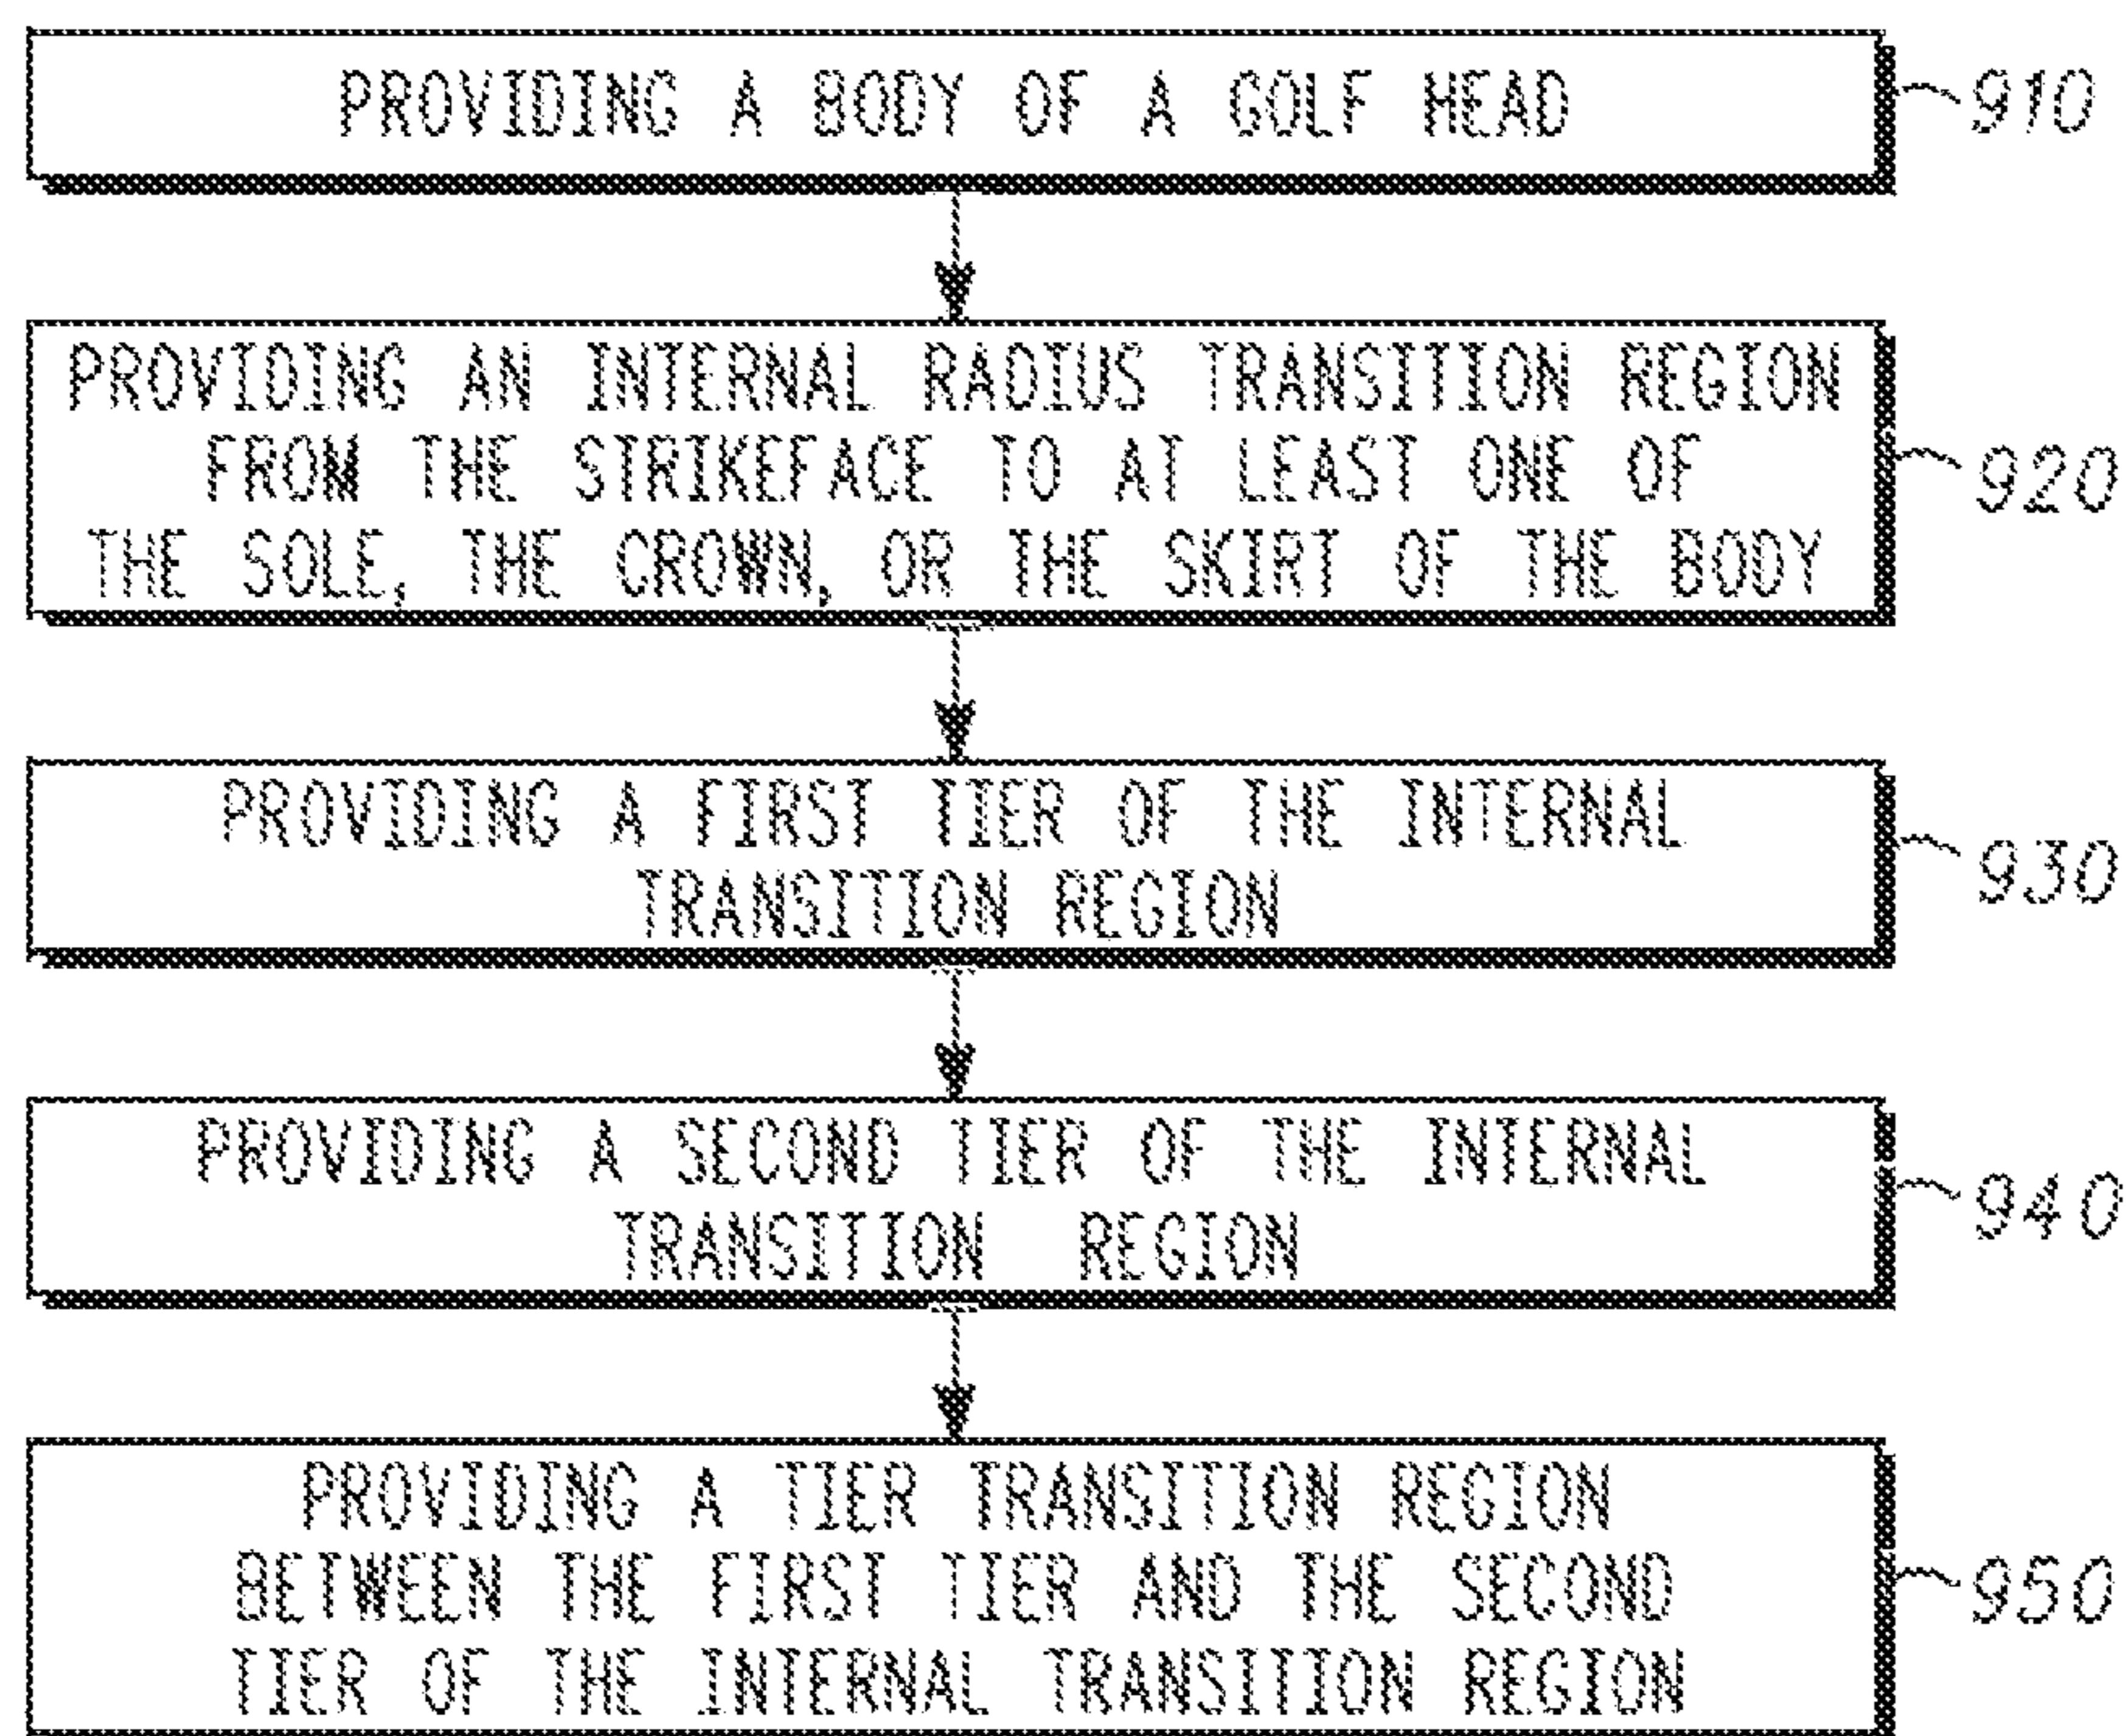 PROVIDING A BODY OF A GOLF HEAD
910
PROVIDING AN INTERNAL RADIUS TRANSITION REGION
FROM THE STRIKEFACE TO AT LEAST ONE OF
THE SOLE, THE CROWN, OR THE SKIRT OF THE BODY
920
PROVIDING A FIRST TIER OF THE INTERNAL
TRANSITION REGION
930
PROVIDING A SECOND TIER OF THE INTERNAL
TRANSITION REGION
940
PROVIDING A TIER TRANSITION REGION
BETWEEN THE FIRST TIER AND THE SECOND
TIER OF THE INTERNAL TRANSITION REGION
950